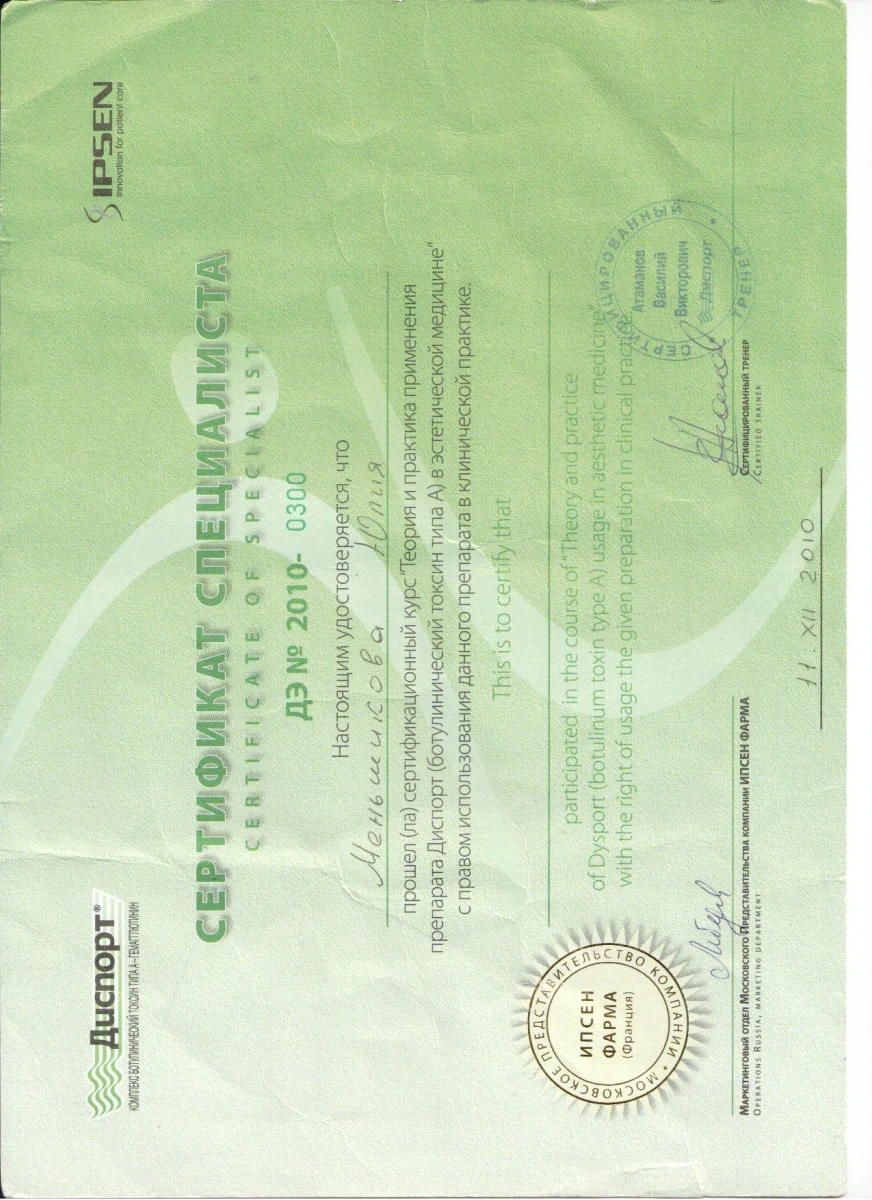 Диспорт®
КОМПЛЕКС БОТУЛИНИЧЕСКИЙ ТОКСИН ТИПА А–ГЕМАГГЛЮТИНИН
IPSEN
Innovation for patient care
СЕРТИФИКАТ СПЕЦИАЛИСТА
CERTIFICATE OF SPECIALIST
ДЭ № 2010- 0300
Настоящим удостоверяется, что
Меньшикова Юлия
прошел (ла) сертификационный курс "Теория и практика применения
препарата Диспорт (ботулинический токсин типа А) в эстетической медицине"
с правом использования данного препарата в клинической практике.
This is to certify that
participated in the course of "Theory and practice
of Dysport (botulinum toxin type A) usage in aesthetic medicine"
with the right of usage the given preparation in clinical practice
МОСКОВСКОЕ ПРЕДСТАВИТЕЛЬСТВО КОМПАНИИ
ИПСЕН
ФАРМА
(Франция)
СЕРТИФИЦИРОВАННЫЙ ТРЕНЕР
Атаманов
Василий
Викторович
Диспорт
МАРКЕТИНГОВЫЙ ОТДЕЛ МОСКОВСКОГО ПРЕДСТАВИТЕЛЬСТВА КОМПАНИИ ИПСЕН ФАРМА
OPERATIONS RUSSIA, MARKETING DEPARTMENT
СЕРТИФИЦИРОВАННЫЙ ТРЕНЕР
CERTIFIED TRAINER
11. XII 2010